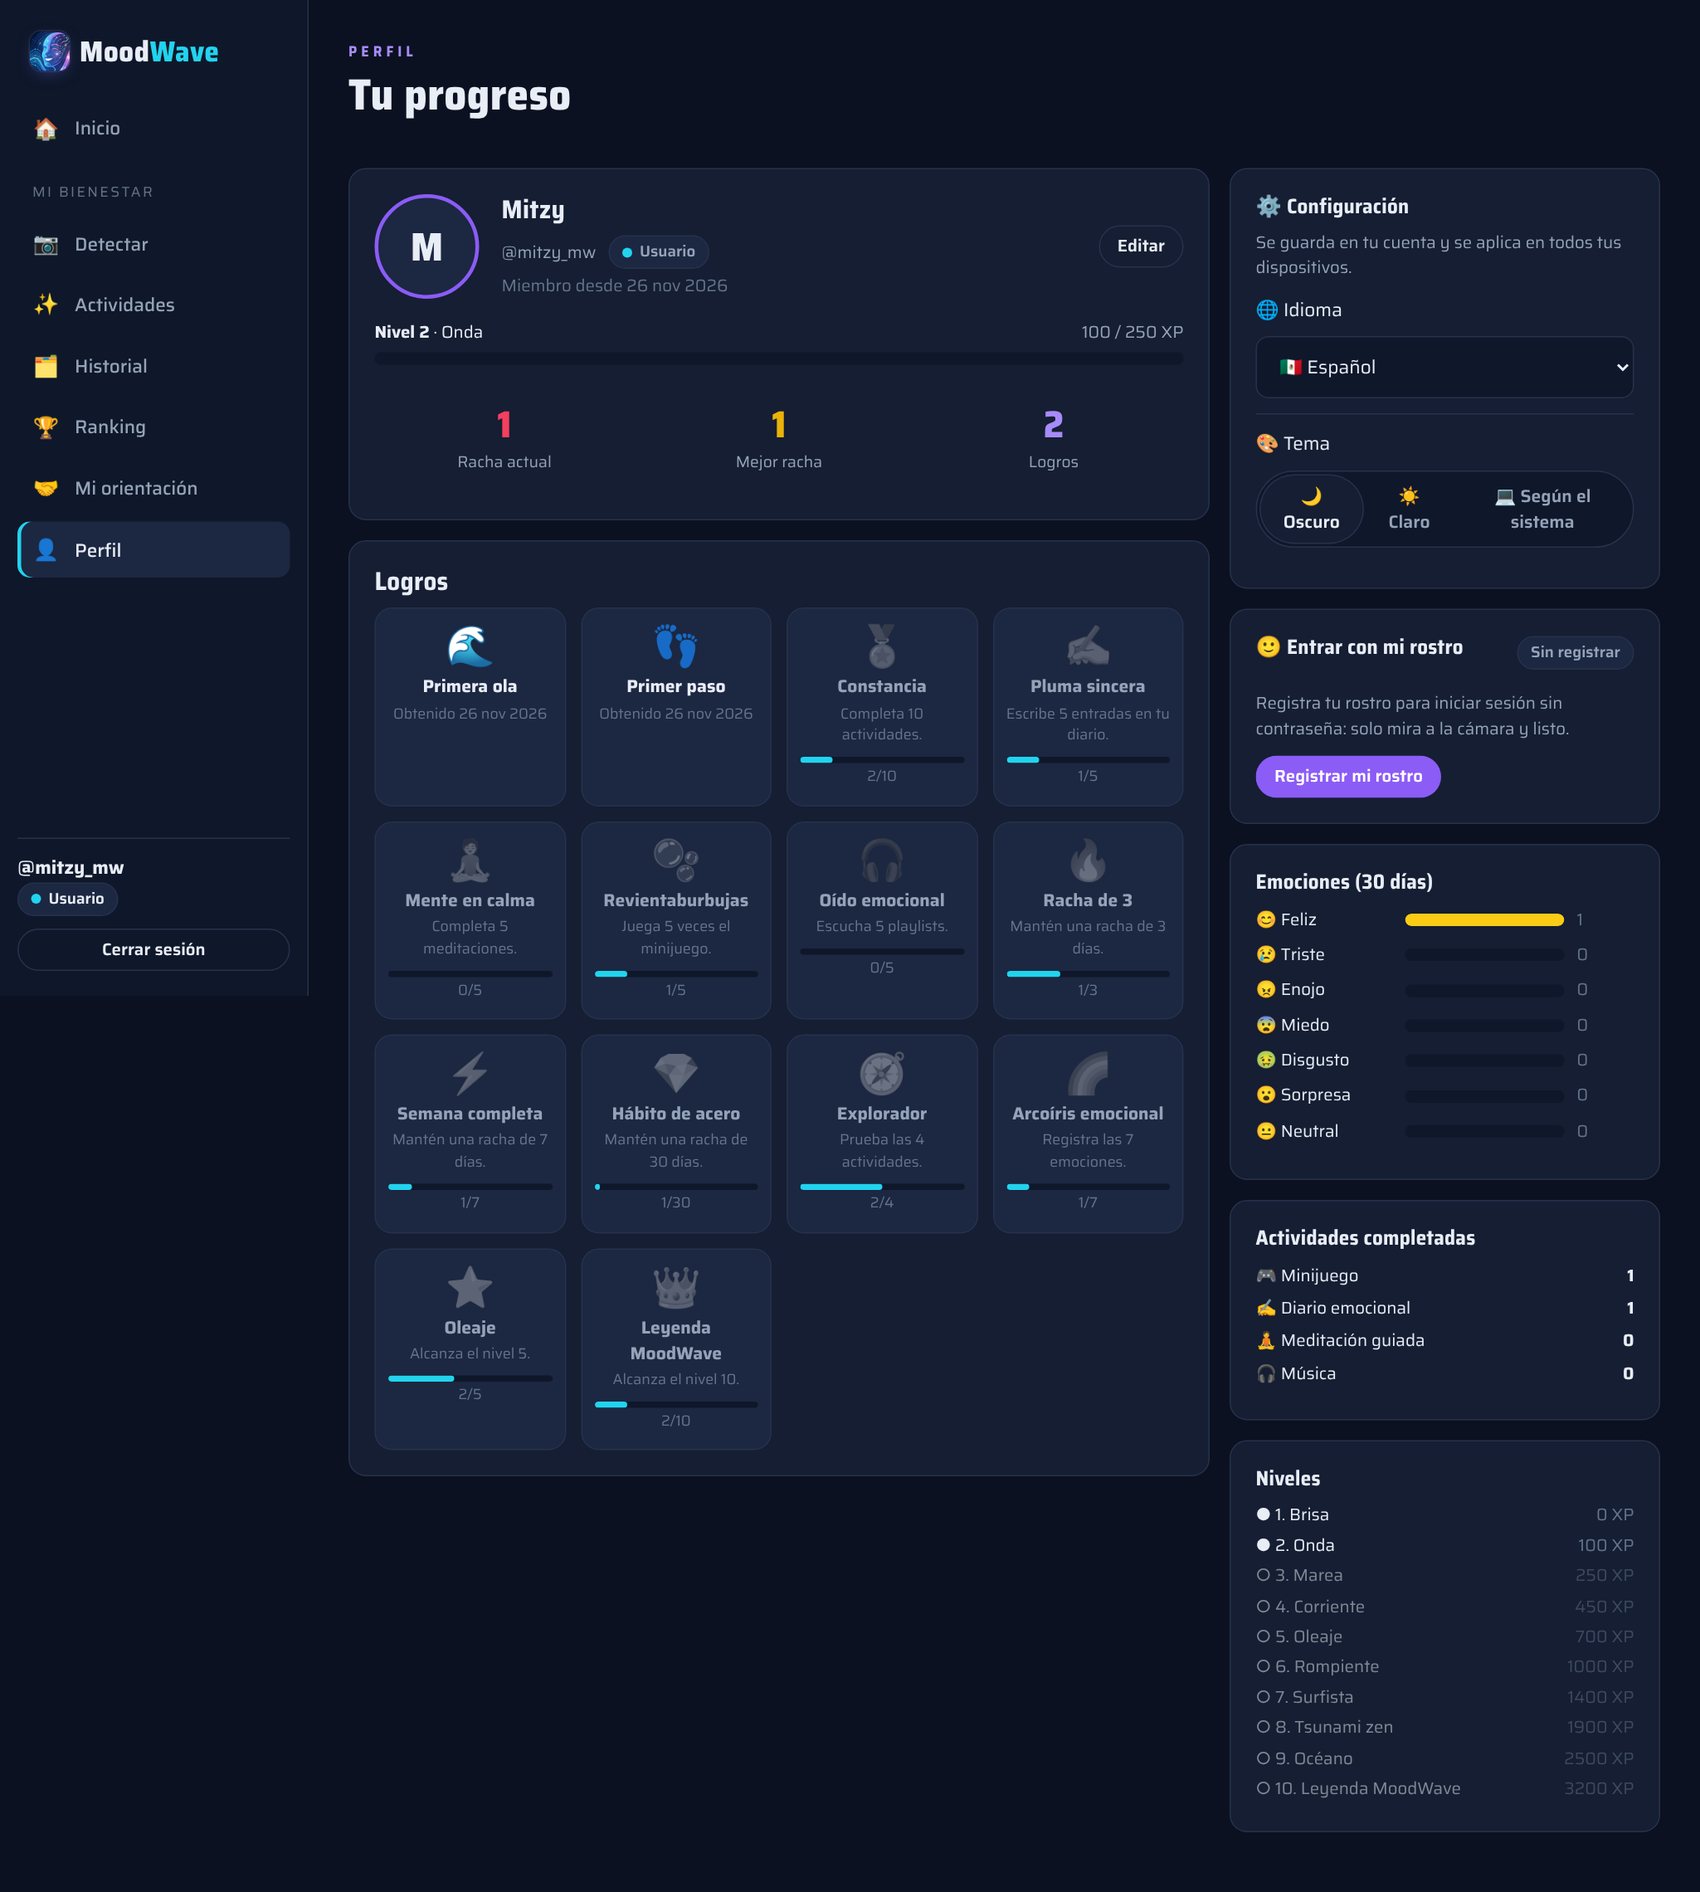 MoodWave
Inicio
MI BIENESTAR
Detectar
Actividades
Historial
Ranking
Mi orientación
Perfil
@mitzy_mw
Usuario
Cerrar sesión
PERFIL
Tu progreso
M
Mitzy
@mitzy_mw Usuario
Miembro desde 26 nov 2026
Editar
Nivel 2 · Onda 100 / 250 XP
1 1 2
Racha actual Mejor racha Logros
Logros
Primera ola
Obtenido 26 nov 2026
Primer paso
Obtenido 26 nov 2026
Constancia
Completa 10
actividades.
2/10
Pluma sincera
Escribe 5 entradas en tu
diario.
1/5
Mente en calma
Completa 5
meditaciones.
0/5
Revientaburbujas
Juega 5 veces el
minijuego.
1/5
Oído emocional
Escucha 5 playlists.
0/5
Racha de 3
Mantén una racha de 3
días.
1/3
Semana completa
Mantén una racha de 7
días.
1/7
Hábito de acero
Mantén una racha de
30 días.
1/30
Explorador
Prueba las 4
actividades.
2/4
Arcoíris emocional
Registra las 7
emociones.
1/7
Oleaje
Alcanza el nivel 5.
2/5
Leyenda
MoodWave
Alcanza el nivel 10.
2/10
Configuración
Se guarda en tu cuenta y se aplica en todos tus
dispositivos.
Idioma
Español
Tema
Oscuro
Claro
Según el
sistema
Entrar con mi rostro
Sin registrar
Registra tu rostro para iniciar sesión sin
contraseña: solo mira a la cámara y listo.
Registrar mi rostro
Emociones (30 días)
Feliz 1
Triste 0
Enojo 0
Miedo 0
Disgusto 0
Sorpresa 0
Neutral 0
Actividades completadas
Minijuego 1
Diario emocional 1
Meditación guiada 0
Música 0
Niveles
1. Brisa 0 XP
2. Onda 100 XP
3. Marea 250 XP
4. Corriente 450 XP
5. Oleaje 700 XP
6. Rompiente 1000 XP
7. Surfista 1400 XP
8. Tsunami zen 1900 XP
9. Océano 2500 XP
10. Leyenda MoodWave 3200 XP